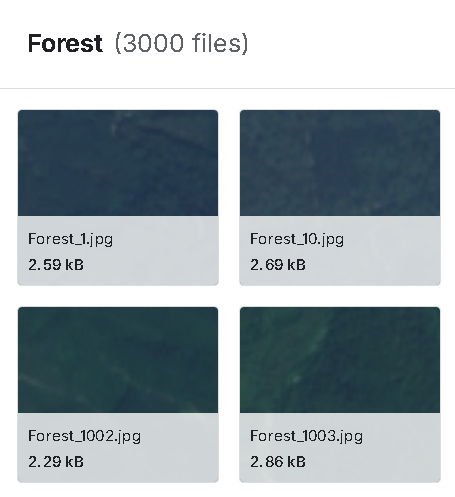 Forest (3000 files)
Forest_1.jpg
2.59 kB
Forest_10.jpg
2.69 kB
Forest_1002.jpg
2.29 kB
Forest_1003.jpg
2.86 kB